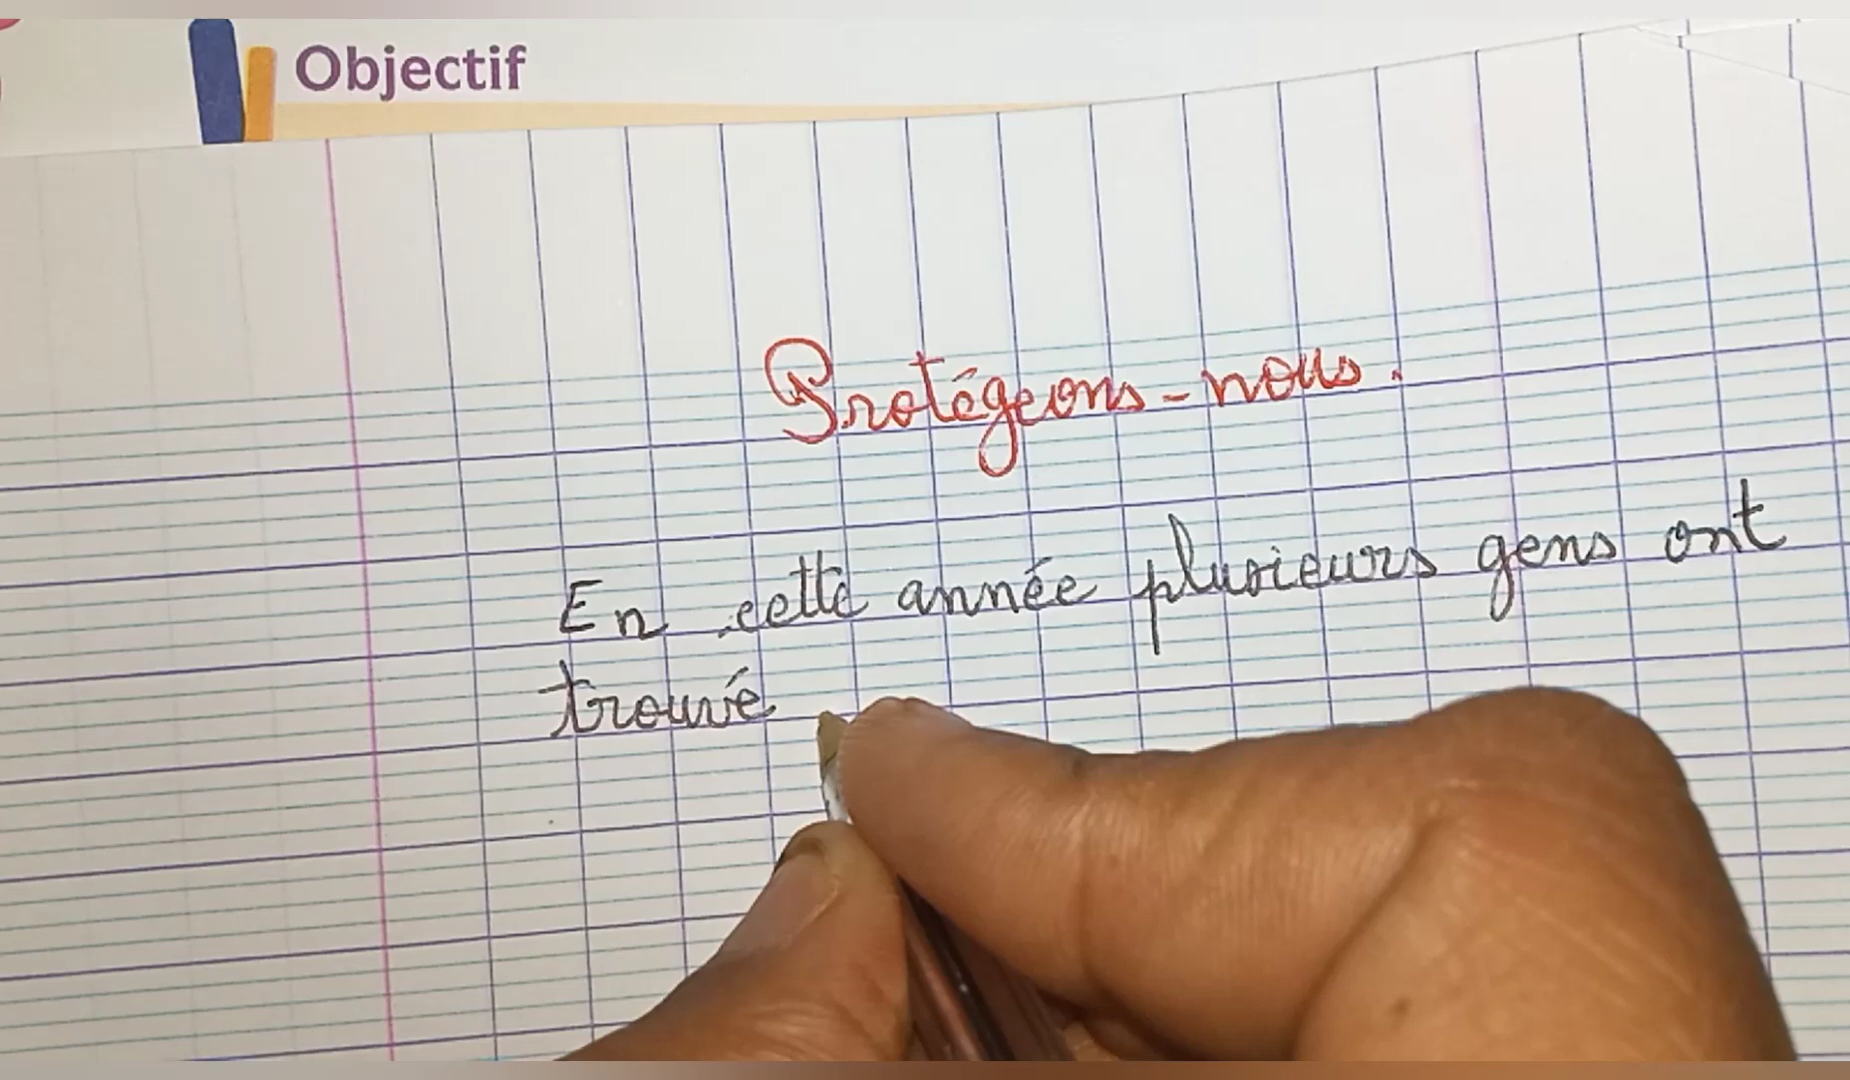 Objectif
Protégeons-nous.
En cette année plusieurs gens ont
trouvé